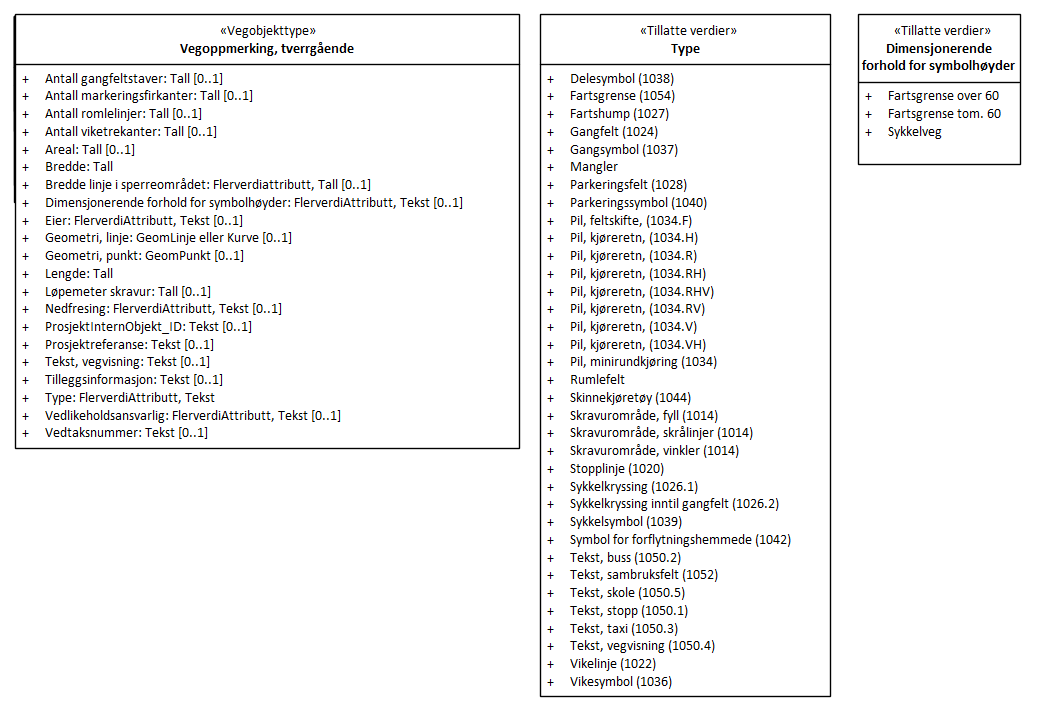 «Vegobjekttype»
Vegoppmerking, tverrgående
+ Antall gangfeltstaver: Tall [0..1]
+ Antall markeringsfirkanter: Tall [0..1]
+ Antall romlelinjer: Tall [0..1]
+ Antall viketrekanter: Tall [0..1]
+ Areal: Tall [0..1]
+ Bredde: Tall
+ Bredde linje i sperreområdet: Flerverdiattributt, Tall [0..1]
+ Dimensjonerende forhold for symbolhøyder: FlerverdiAttributt, Tekst [0..1]
+ Eier: FlerverdiAttributt, Tekst [0..1]
+ Geometri, linje: GeomLinje eller Kurve [0..1]
+ Geometri, punkt: GeomPunkt [0..1]
+ Lengde: Tall
+ Løpemeter skravur: Tall [0..1]
+ Nedfresing: FlerverdiAttributt, Tekst [0..1]
+ ProsjektInternObjekt_ID: Tekst [0..1]
+ Prosjektreferanse: Tekst [0..1]
+ Tekst, vegvisning: Tekst [0..1]
+ Tilleggsinformasjon: Tekst [0..1]
+ Type: FlerverdiAttributt, Tekst
+ Vedlikeholdsansvarlig: FlerverdiAttributt, Tekst [0..1]
+ Vedtaksnummer: Tekst [0..1]
«Tillatte verdier»
Type
+ Delesymbol (1038)
+ Fartsgrense (1054)
+ Fartshump (1027)
+ Gangfelt (1024)
+ Gangsymbol (1037)
+ Mangler
+ Parkeringsfelt (1028)
+ Parkeringssymbol (1040)
+ Pil, feltskifte, (1034.F)
+ Pil, kjøreretn, (1034.H)
+ Pil, kjøreretn, (1034.R)
+ Pil, kjøreretn, (1034.RH)
+ Pil, kjøreretn, (1034.RHV)
+ Pil, kjøreretn, (1034.RV)
+ Pil, kjøreretn, (1034.V)
+ Pil, kjøreretn, (1034.VH)
+ Pil, minirundkjøring (1034)
+ Rumlefelt
+ Skinnekjøretøy (1044)
+ Skravurområde, fyll (1014)
+ Skravurområde, skrålinjer (1014)
+ Skravurområde, vinkler (1014)
+ Stopplinje (1020)
+ Sykkelkryssing (1026.1)
+ Sykkelkryssing inntil gangfelt (1026.2)
+ Sykkelsymbol (1039)
+ Symbol for forflytningshemmede (1042)
+ Tekst, buss (1050.2)
+ Tekst, sambruksfelt (1052)
+ Tekst, skole (1050.5)
+ Tekst, stopp (1050.1)
+ Tekst, taxi (1050.3)
+ Tekst, vegvisning (1050.4)
+ Vikelinje (1022)
+ Vikesymbol (1036)
«Tillatte verdier»
Dimensjonerende
forhold for symbolhøyder
+ Fartsgrense over 60
+ Fartsgrense tom. 60
+ Sykkelveg